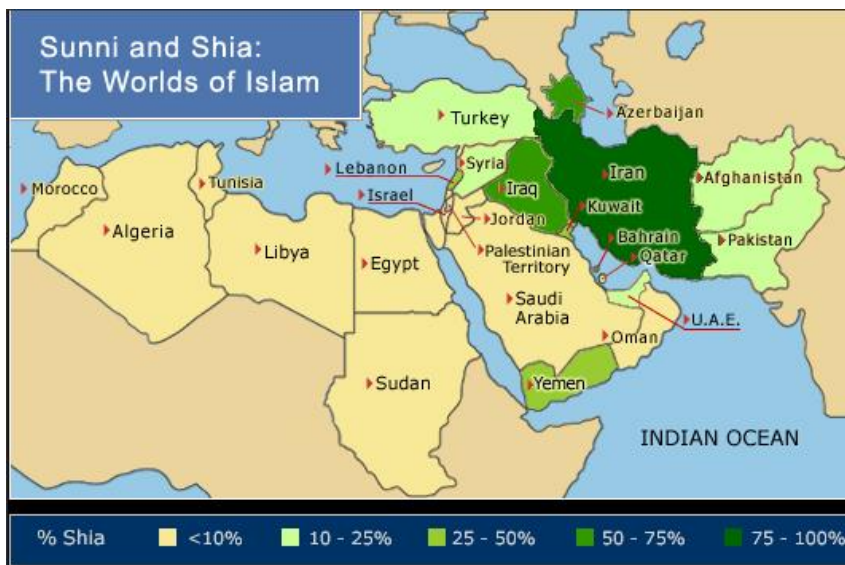 Sunni and Shia:
The Worlds of Islam
Turkey
Azerbaijan
Lebanon
Syria
Iran
Afghanistan
Morocco
Tunisia
Israel
Iraq
Kuwait
Jordan
Algeria
Libya
Egypt
Palestinian
Territory
Bahrain
Qatar
Pakistan
Saudi
Arabia
U.A.E.
Oman
Sudan
Yemen
INDIAN OCEAN
% Shia <10% 10 - 25% 25 - 50% 50 - 75% 75 - 100%